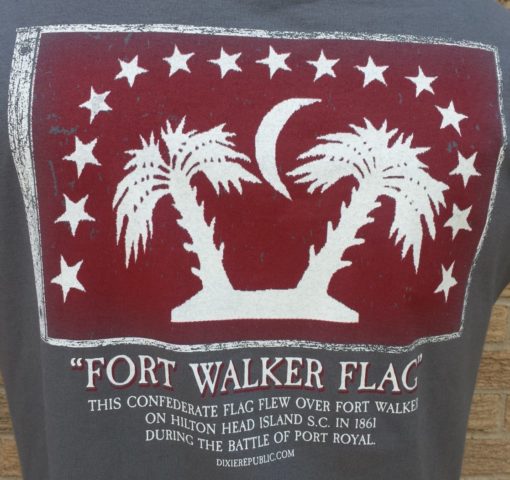 "FORT WALKER FLAG"
THIS CONFEDERATE FLAG FLEW OVER FORT WALKER
ON HILTON HEAD ISLAND S.C. IN 1861
DURING THE BATTLE OF PORT ROYAL.
DIXIEREPUBLIC.COM